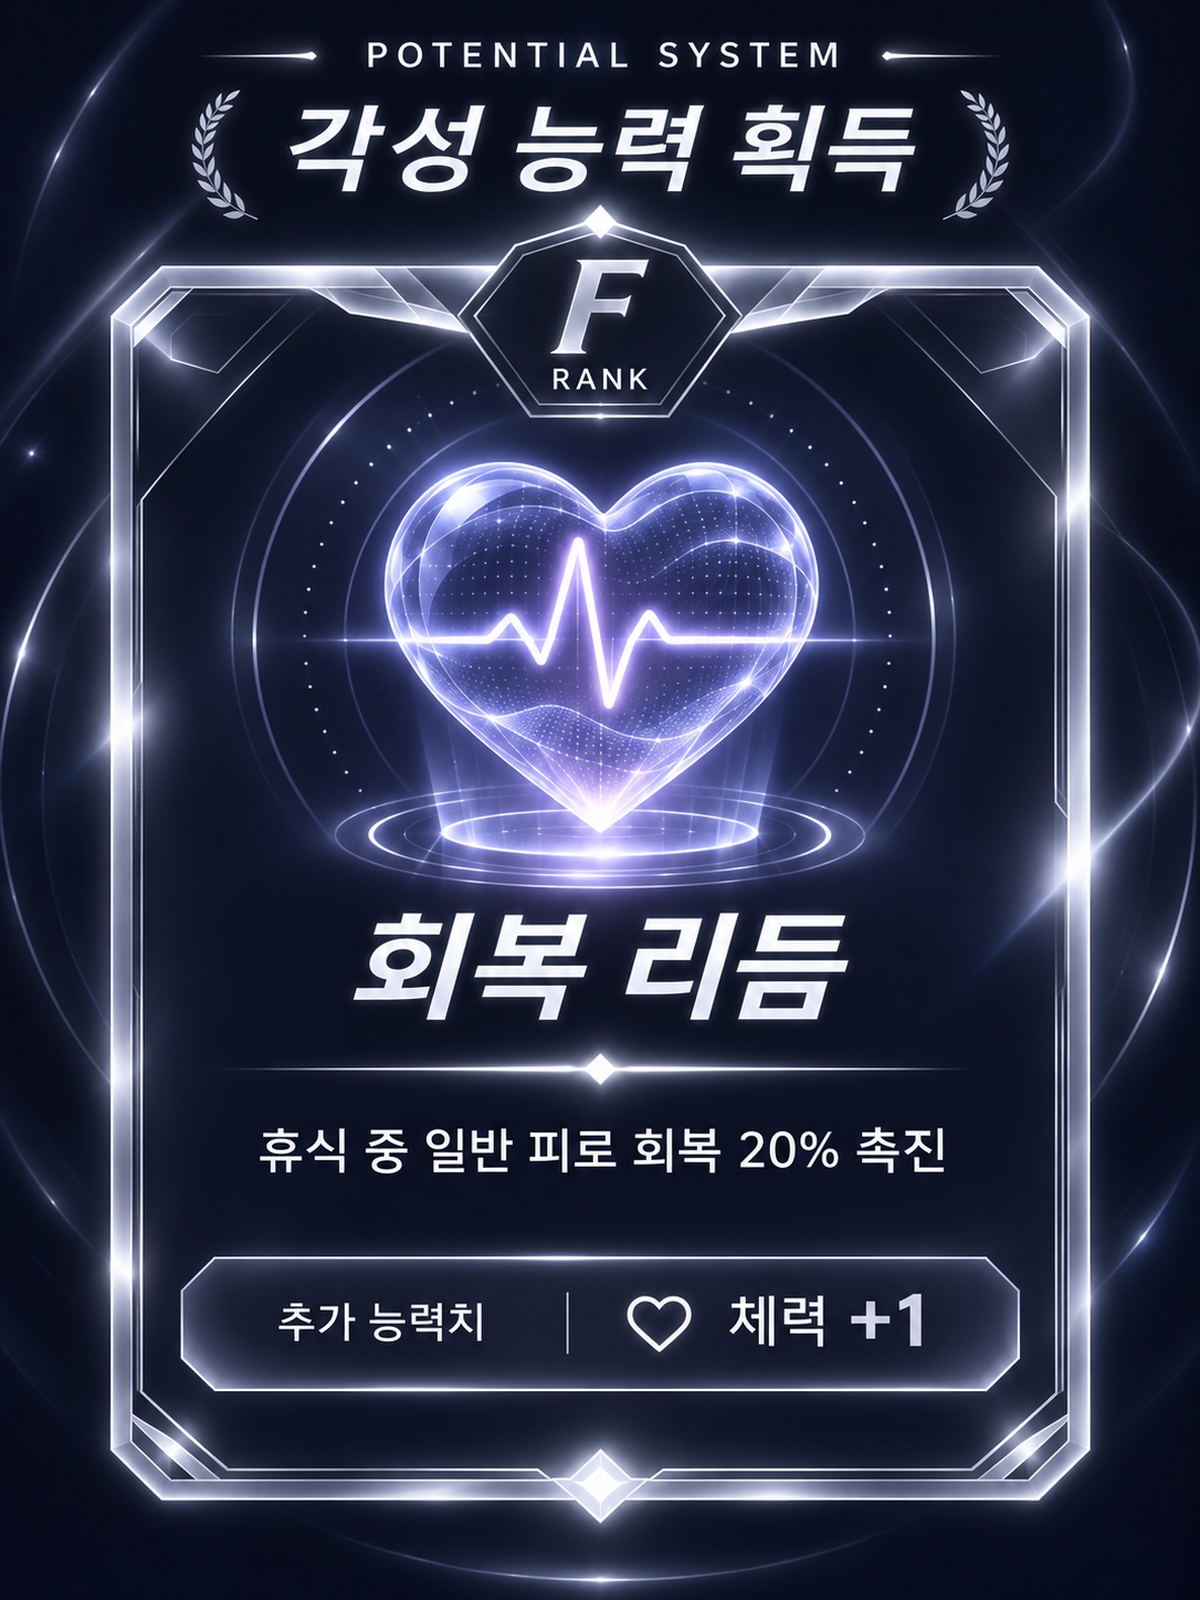 POTENTIAL SYSTEM
각성 능력 획득
F
RANK
회복 리듬
휴식 중 일반 피로 회복 20% 촉진
추가 능력치
체력 +1